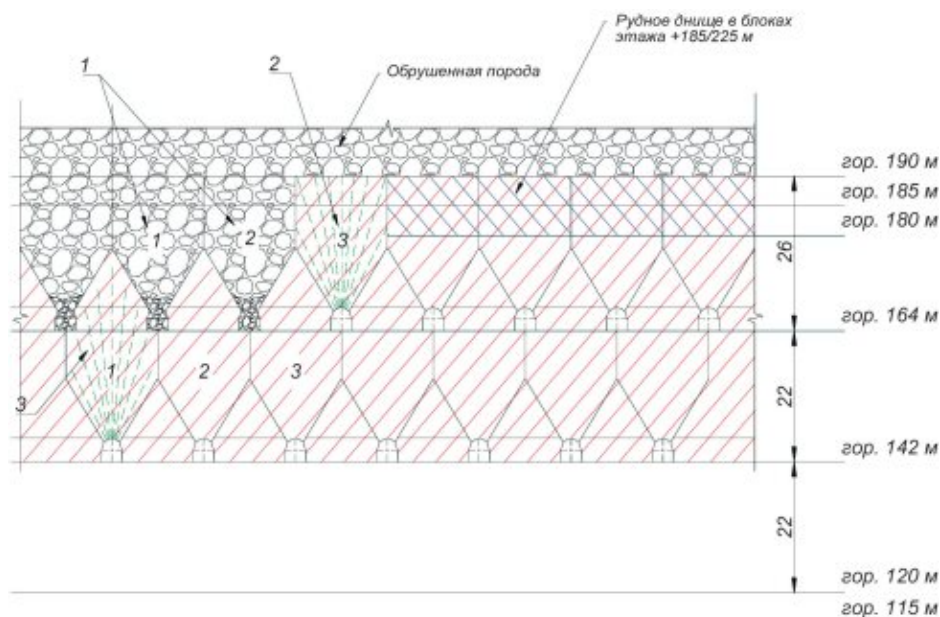 Рудное днище в блоках
этажа +185/225 м
1
2
Обрушенная порода
гор. 190 м
гор. 185 м
гор. 180 м
1
2
3
26
гор. 164 м
1
2
3
3
22
гор. 142 м
22
гор. 120 м
гор. 115 м